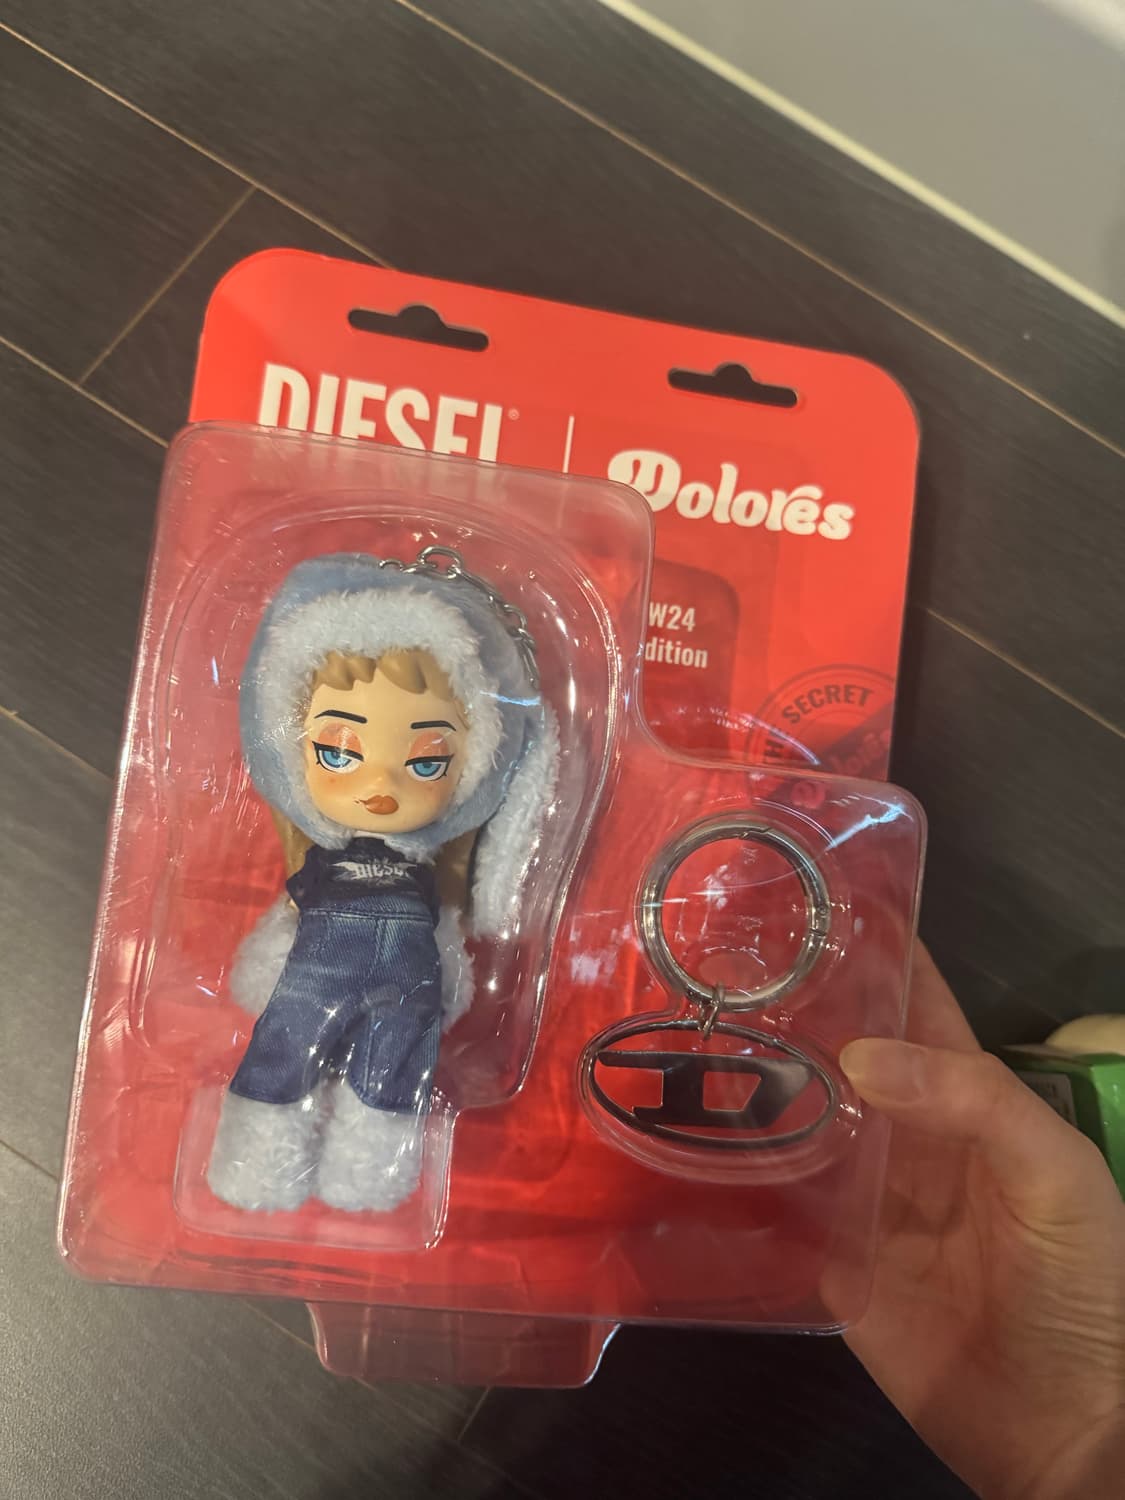 DIESEL®
Dolores
W24
dition
SECRET
DIESEL
D